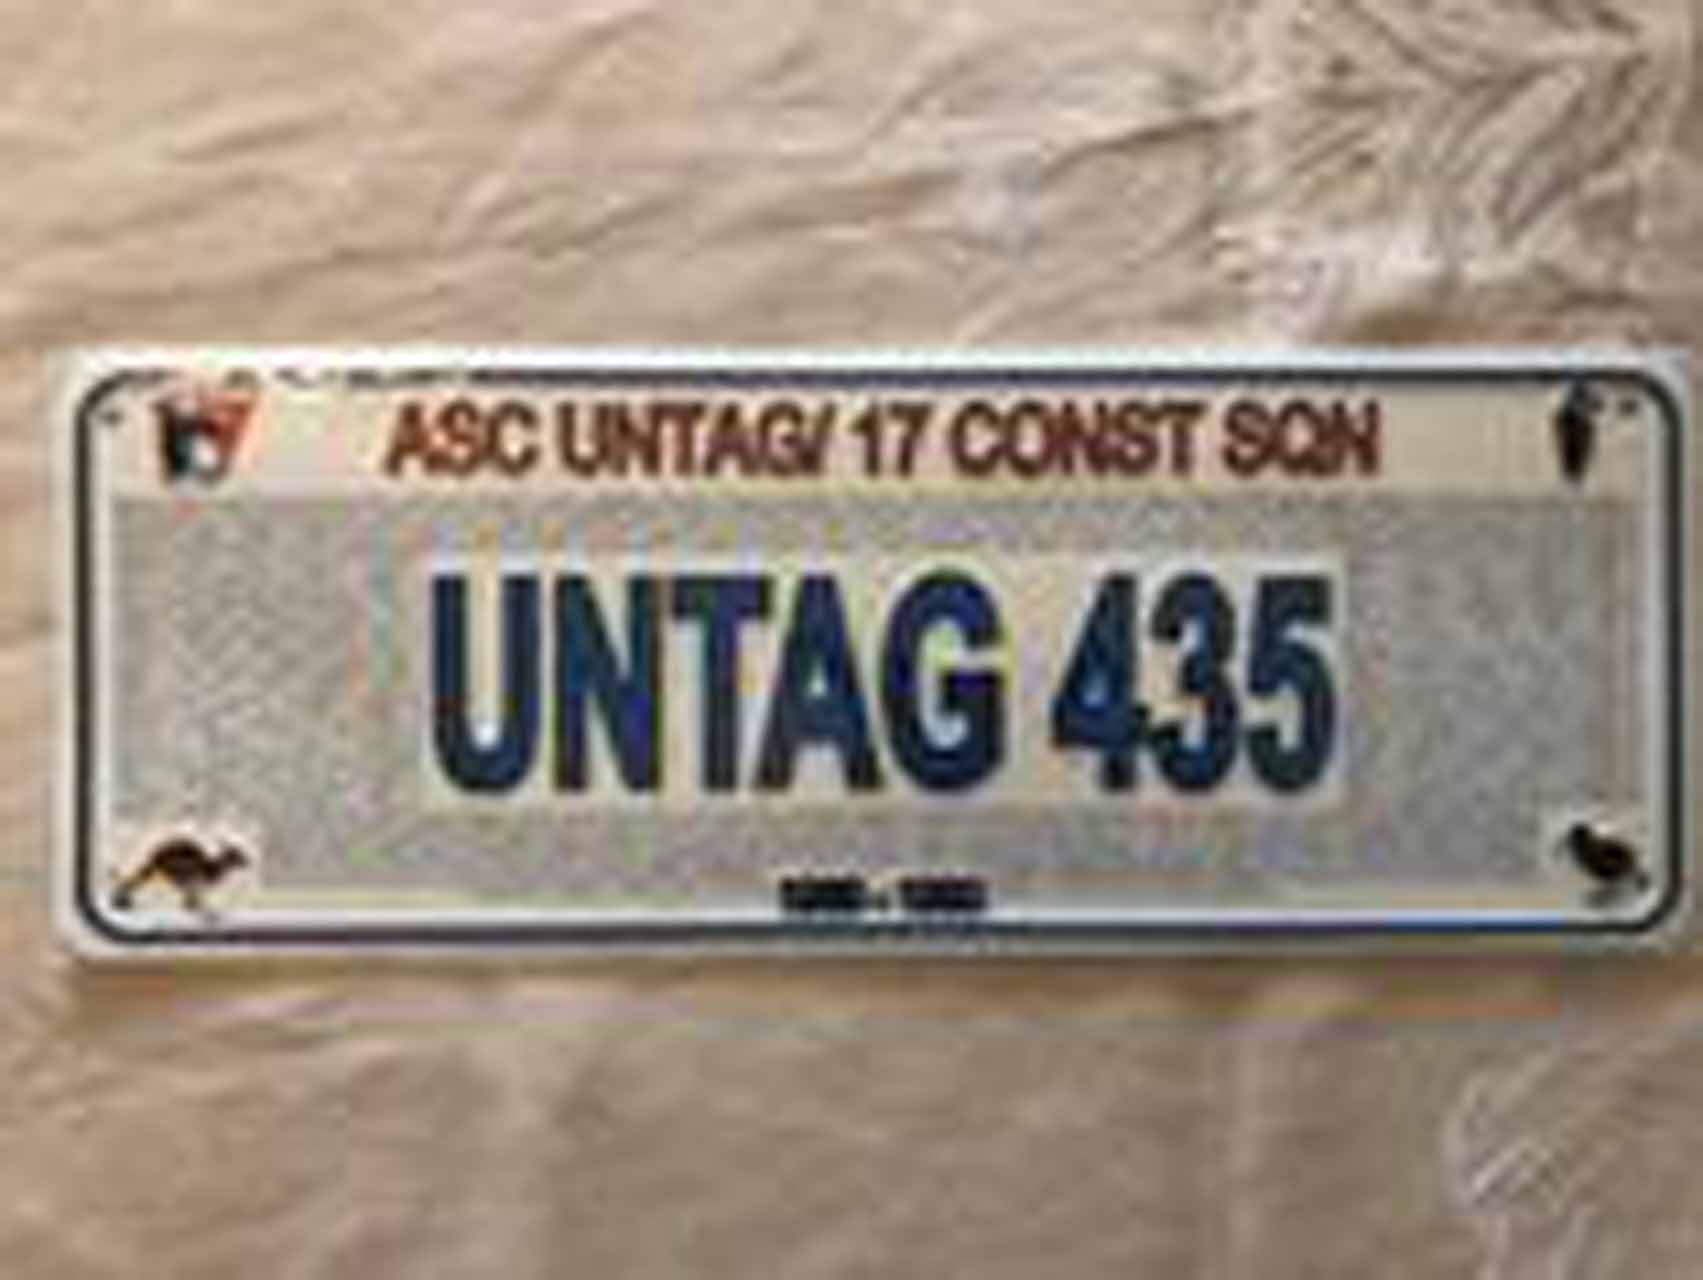 ASC UNTAG/ 17 CONST SQN
UNTAG 435